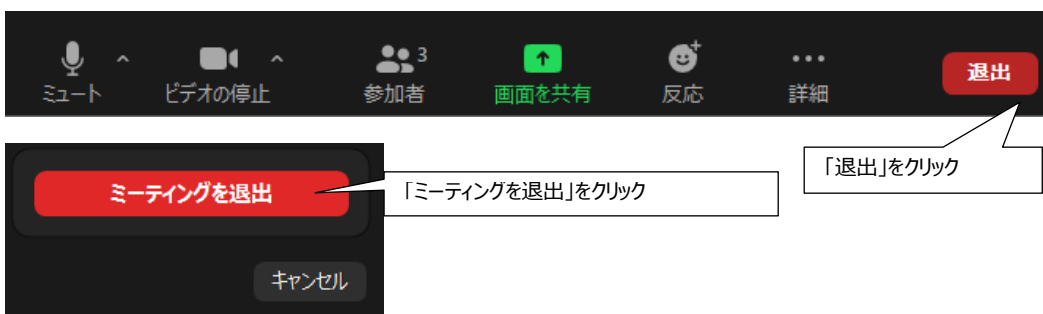 3
ミュート ビデオの停止 参加者 画面を共有 反応 詳細 退出
「退出」をクリック
ミーティングを退出
「ミーティングを退出」をクリック
キャンセル